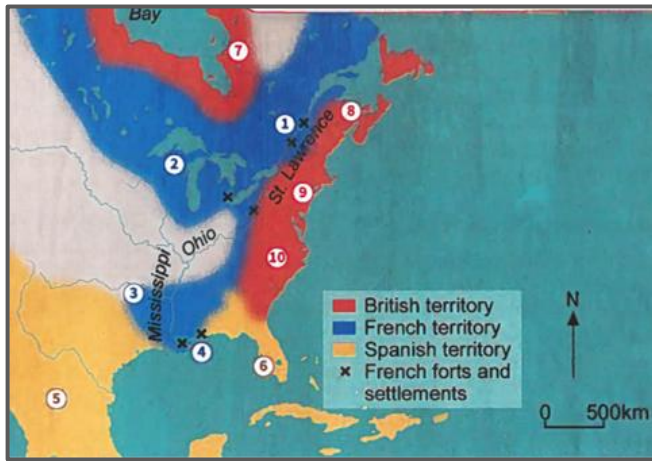 Bay
7
1
8
St. Lawrence
2
9
Ohio
10
3
Mississippi
4
6
5
British territory
French territory
Spanish territory
× French forts and
settlements
N
0 500km